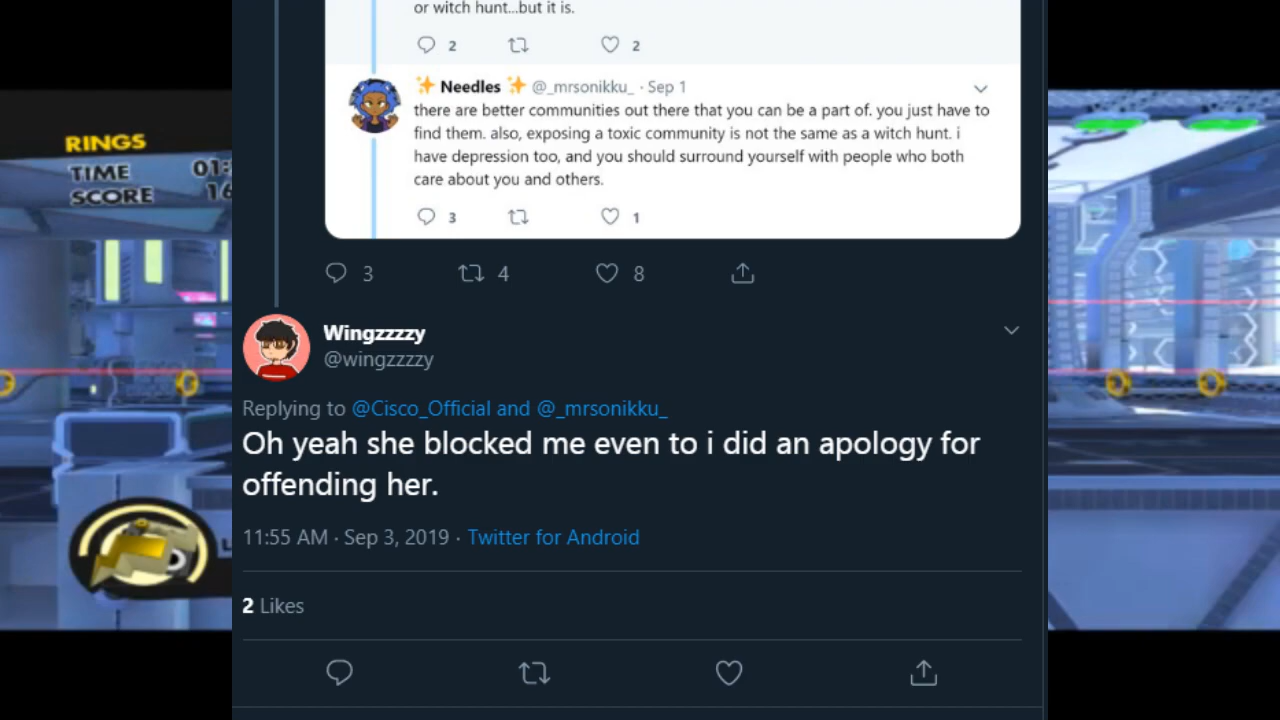 or witch hunt...but it is.
2 2
✨ Needles ✨ @_mrsonikku_ · Sep 1
there are better communities out there that you can be a part of. you just have to
find them. also, exposing a toxic community is not the same as a witch hunt. i
have depression too, and you should surround yourself with people who both
care about you and others.
3 1
3 4 8
RINGS
TIME 01:
SCORE 16
Wingzzzzy
@wingzzzzy
Replying to @Cisco_Official and @_mrsonikku_
Oh yeah she blocked me even to i did an apology for
offending her.
11:55 AM · Sep 3, 2019 · Twitter for Android
2 Likes